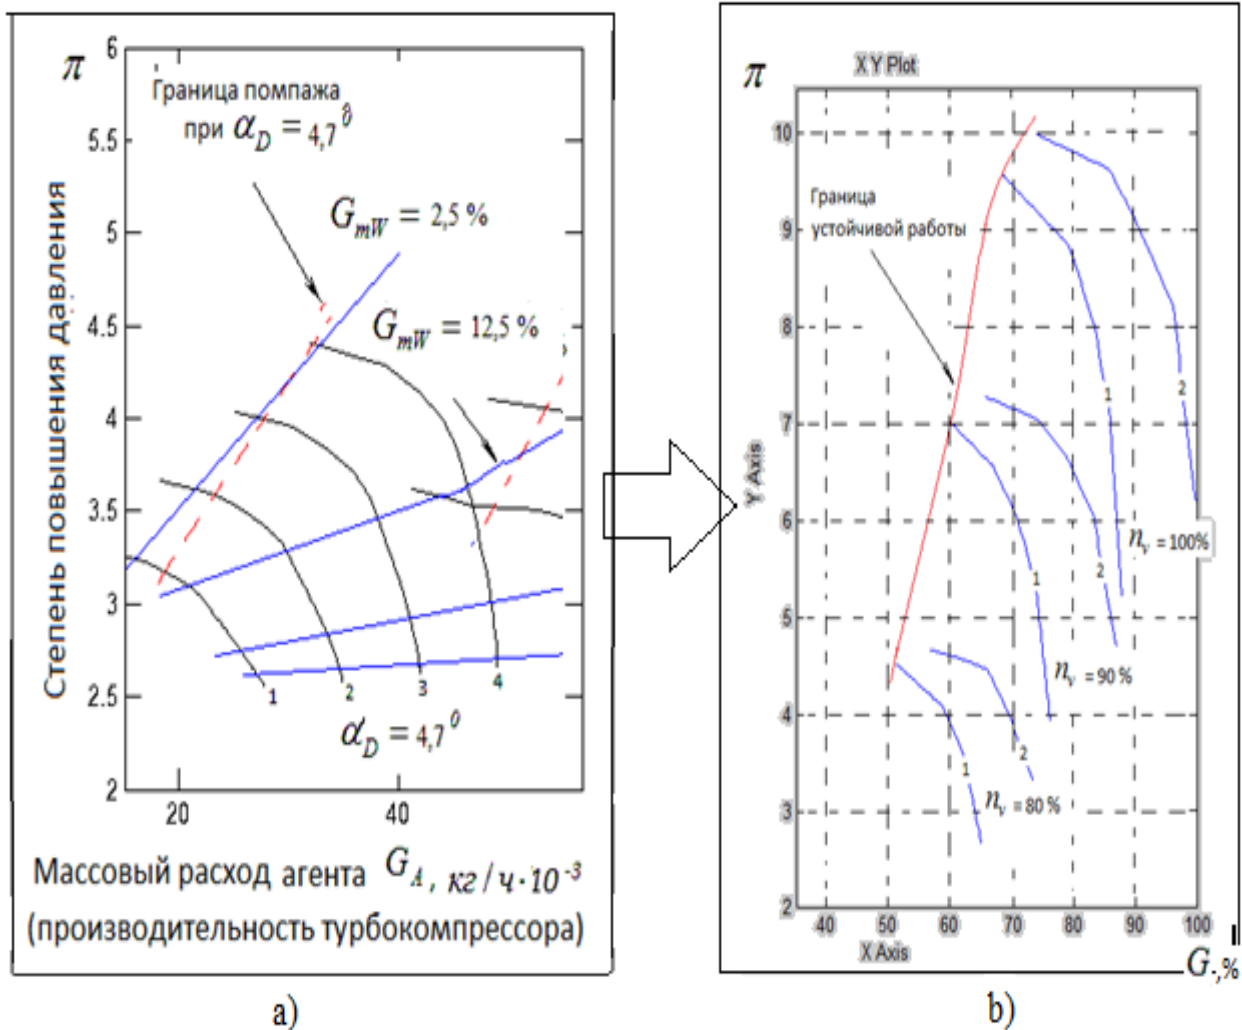 π
6
Граница помпажа
при α_D = 4,7^0
5.5
G_mW = 2,5 %
5
G_mW = 12,5 %
4.5
4
3.5
3
2.5
2
1
2
3
4
α_D = 4,7^0
20
40
Степень повышения давления
Массовый расход агента G_A, кг/ч·10^-3
(производительность турбокомпрессора)
a)
π
X Y Plot
10
9
8
7
6
5
4
3
2
Граница
устойчивой работы
Y Axis
1
2
n_v = 100%
1
2
n_v = 90 %
1
2
n_v = 80 %
40
50
60
70
80
90
100
X Axis
G-,%
b)